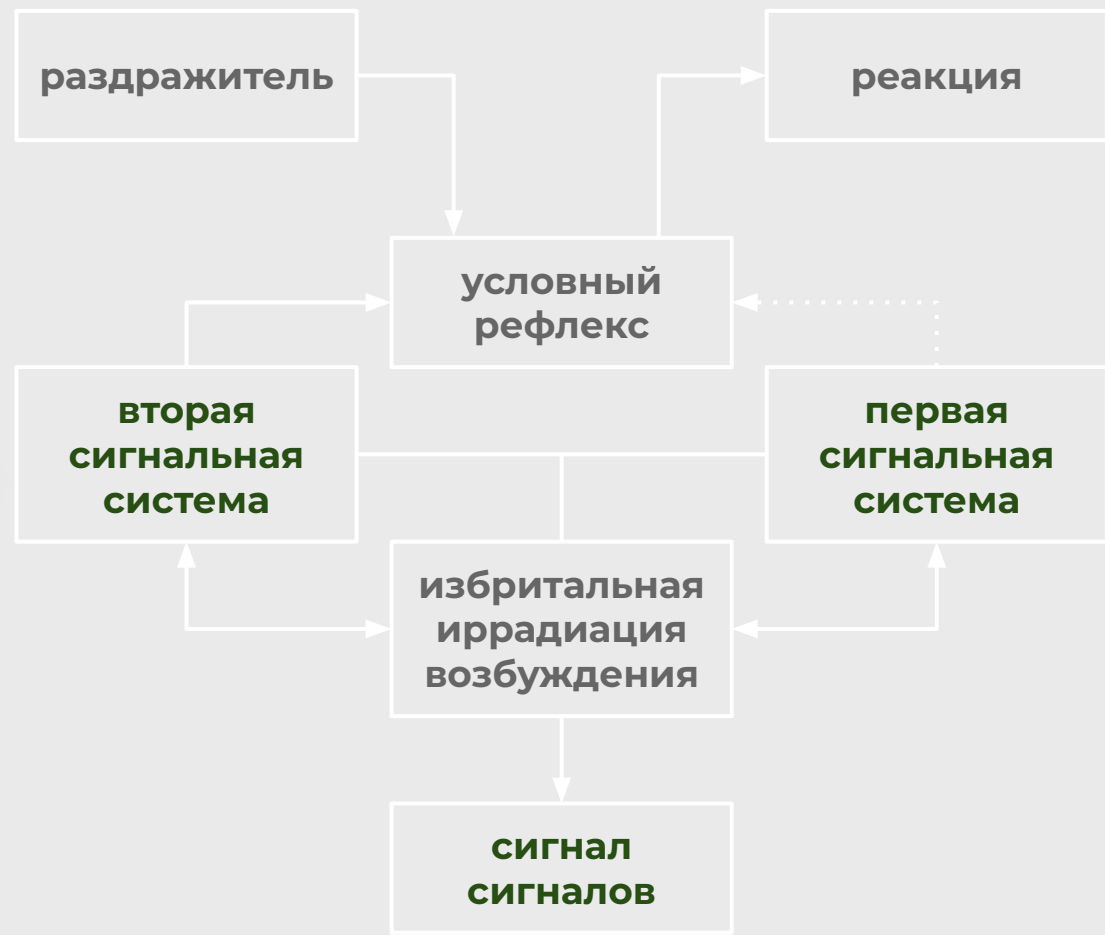 раздражитель
реакция
условный
рефлекс
вторая
сигнальная
система
первая
сигнальная
система
избритальная
иррадиация
возбуждения
сигнал
сигналов